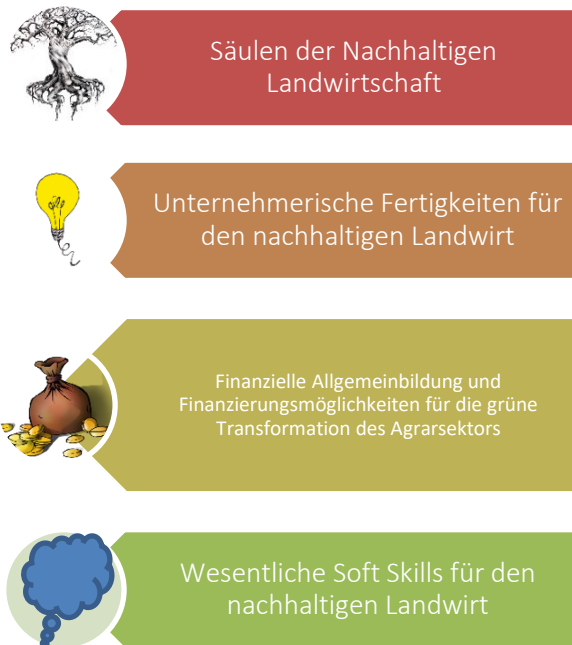 Säulen der Nachhaltigen
Landwirtschaft
Unternehmerische Fertigkeiten für
den nachhaltigen Landwirt
Finanzielle Allgemeinbildung und
Finanzierungsmöglichkeiten für die grüne
Transformation des Agrarsektors
Wesentliche Soft Skills für den
nachhaltigen Landwirt